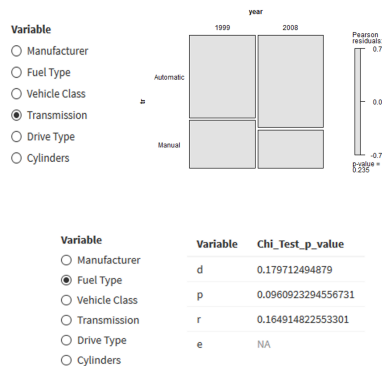 Variable
Manufacturer
Fuel Type
Vehicle Class
Transmission
Drive Type
Cylinders
year
1999 2008
Automatic
Manual
tr
Pearson
residuals:
0.7
0.0
-0.7
p-value =
0.235
Variable
Manufacturer
Fuel Type
Vehicle Class
Transmission
Drive Type
Cylinders
Variable Chi_Test_p_value
d 0.179712494879
p 0.0960923294556731
r 0.164914822553301
e NA